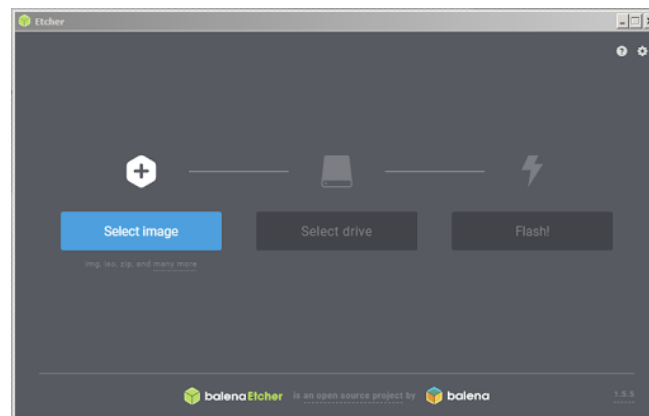 Etcher
Select image
Select drive
Flash!
img, iso, zip, and many more
balenaEtcher is an open source project by balena
1.5.5